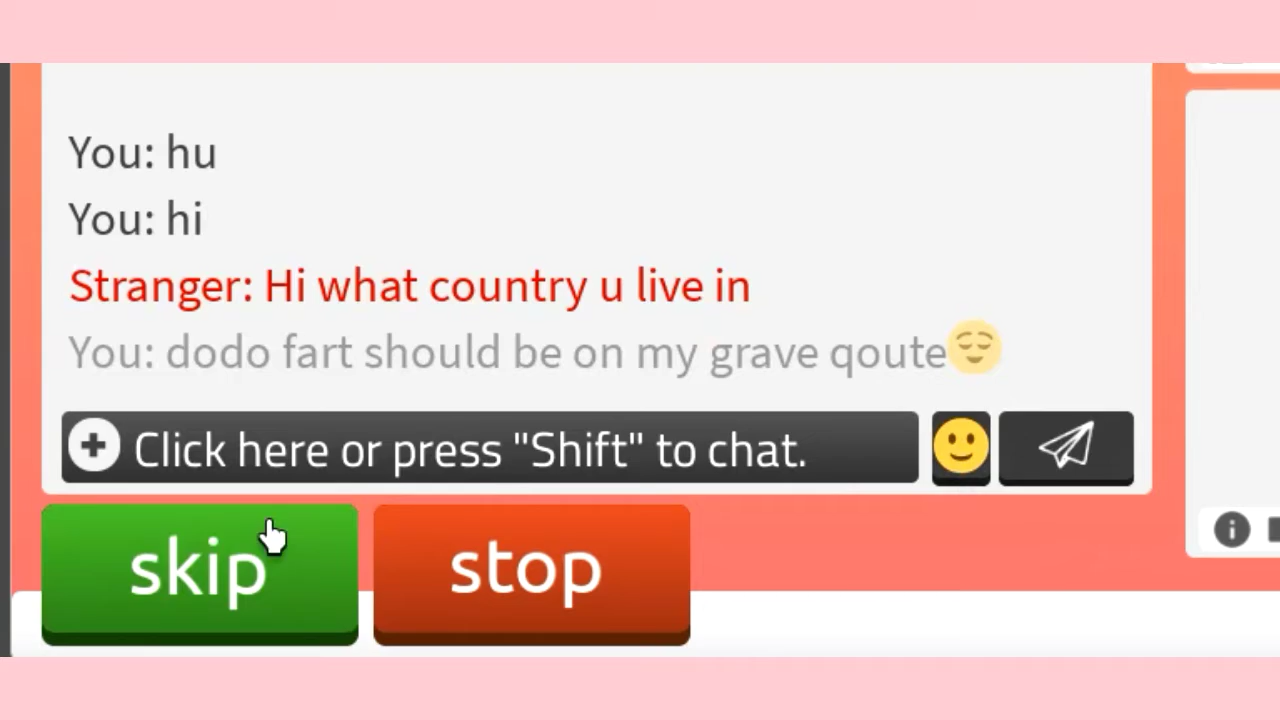 You: hu
You: hi
Stranger: Hi what country u live in
You: dodo fart should be on my grave qoute😌
Click here or press "Shift" to chat.
skip stop